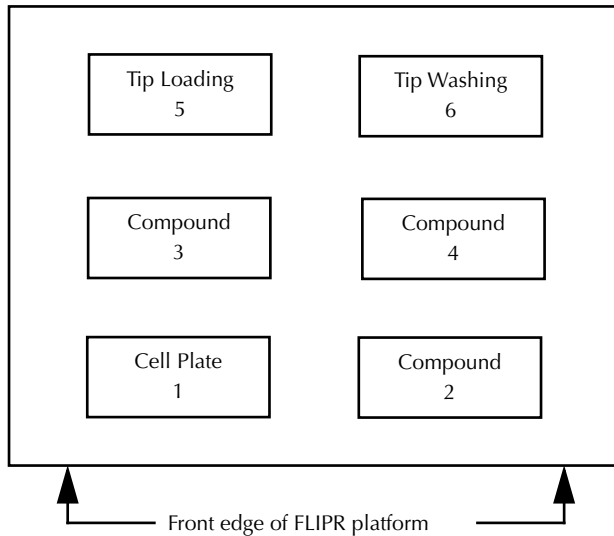 Tip Loading
5
Tip Washing
6
Compound
3
Compound
4
Cell Plate
1
Compound
2
Front edge of FLIPR platform